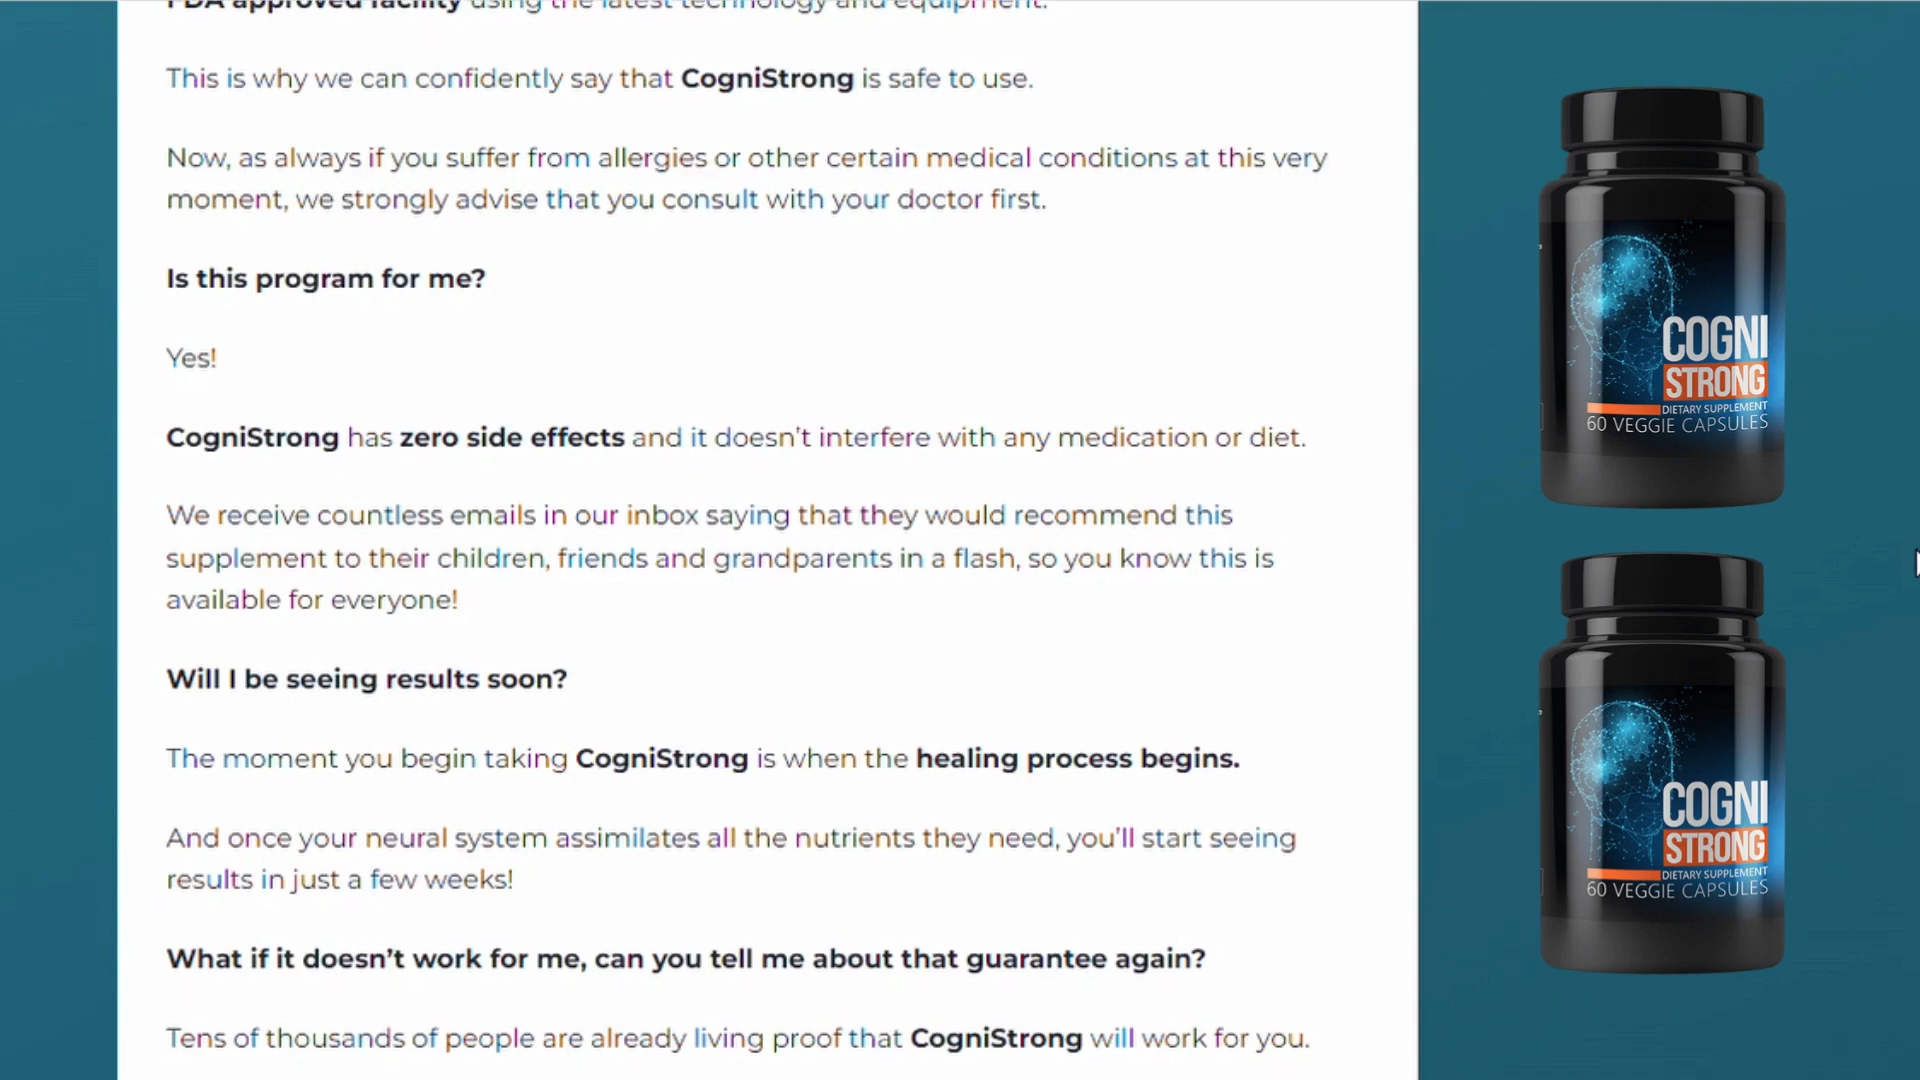 FDA approved facility using the latest technology and equipment.
This is why we can confidently say that CogniStrong is safe to use.
Now, as always if you suffer from allergies or other certain medical conditions at this very
moment, we strongly advise that you consult with your doctor first.
Is this program for me?
Yes!
CogniStrong has zero side effects and it doesn't interfere with any medication or diet.
We receive countless emails in our inbox saying that they would recommend this
supplement to their children, friends and grandparents in a flash, so you know this is
available for everyone!
Will I be seeing results soon?
The moment you begin taking CogniStrong is when the healing process begins.
And once your neural system assimilates all the nutrients they need, you'll start seeing
results in just a few weeks!
What if it doesn't work for me, can you tell me about that guarantee again?
Tens of thousands of people are already living proof that CogniStrong will work for you.
COGNI
STRONG
DIETARY SUPPLEMENT
60 VEGGIE CAPSULES
COGNI
STRONG
DIETARY SUPPLEMENT
60 VEGGIE CAPSULES